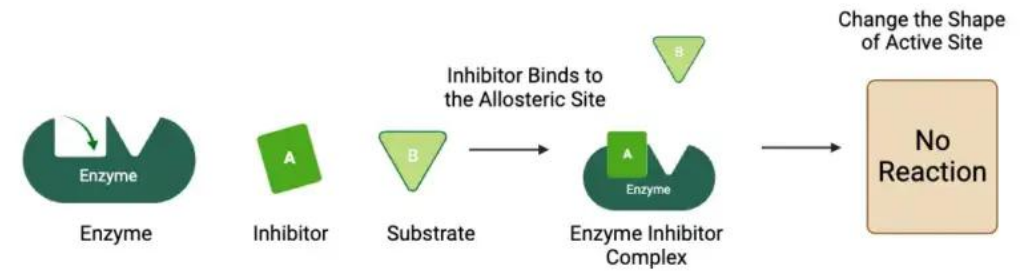 Change the Shape
of Active Site
B
Inhibitor Binds to
the Allosteric Site
Enzyme
A
B
A
Enzyme
No
Reaction
Enzyme
Inhibitor
Substrate
Enzyme Inhibitor
Complex